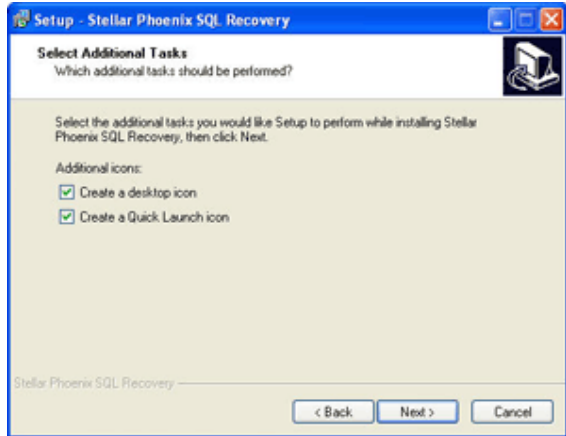 Setup - Stellar Phoenix SQL Recovery
Select Additional Tasks
Which additional tasks should be performed?
Select the additional tasks you would like Setup to perform while installing Stellar
Phoenix SQL Recovery, then click Next.
Additional icons:
Create a desktop icon
Create a Quick Launch icon
Stellar Phoenix SQL Recovery
< Back Next > Cancel